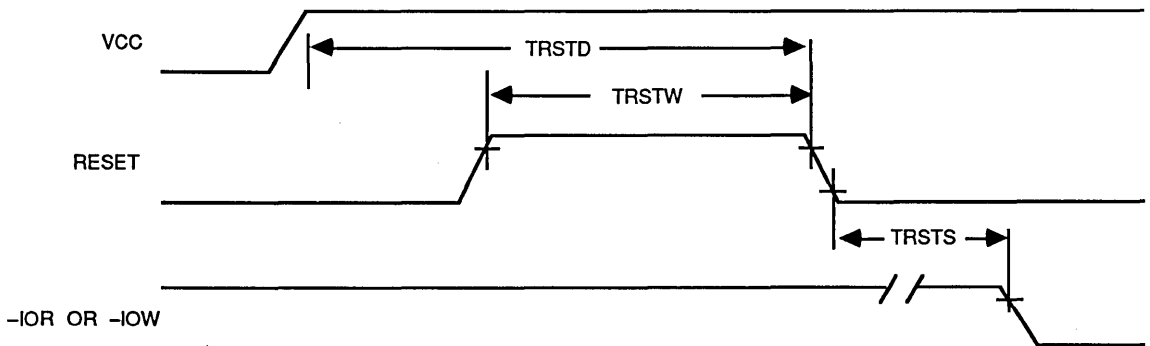 VCC
TRSTD
TRSTW
RESET
TRSTS
–IOR OR –IOW